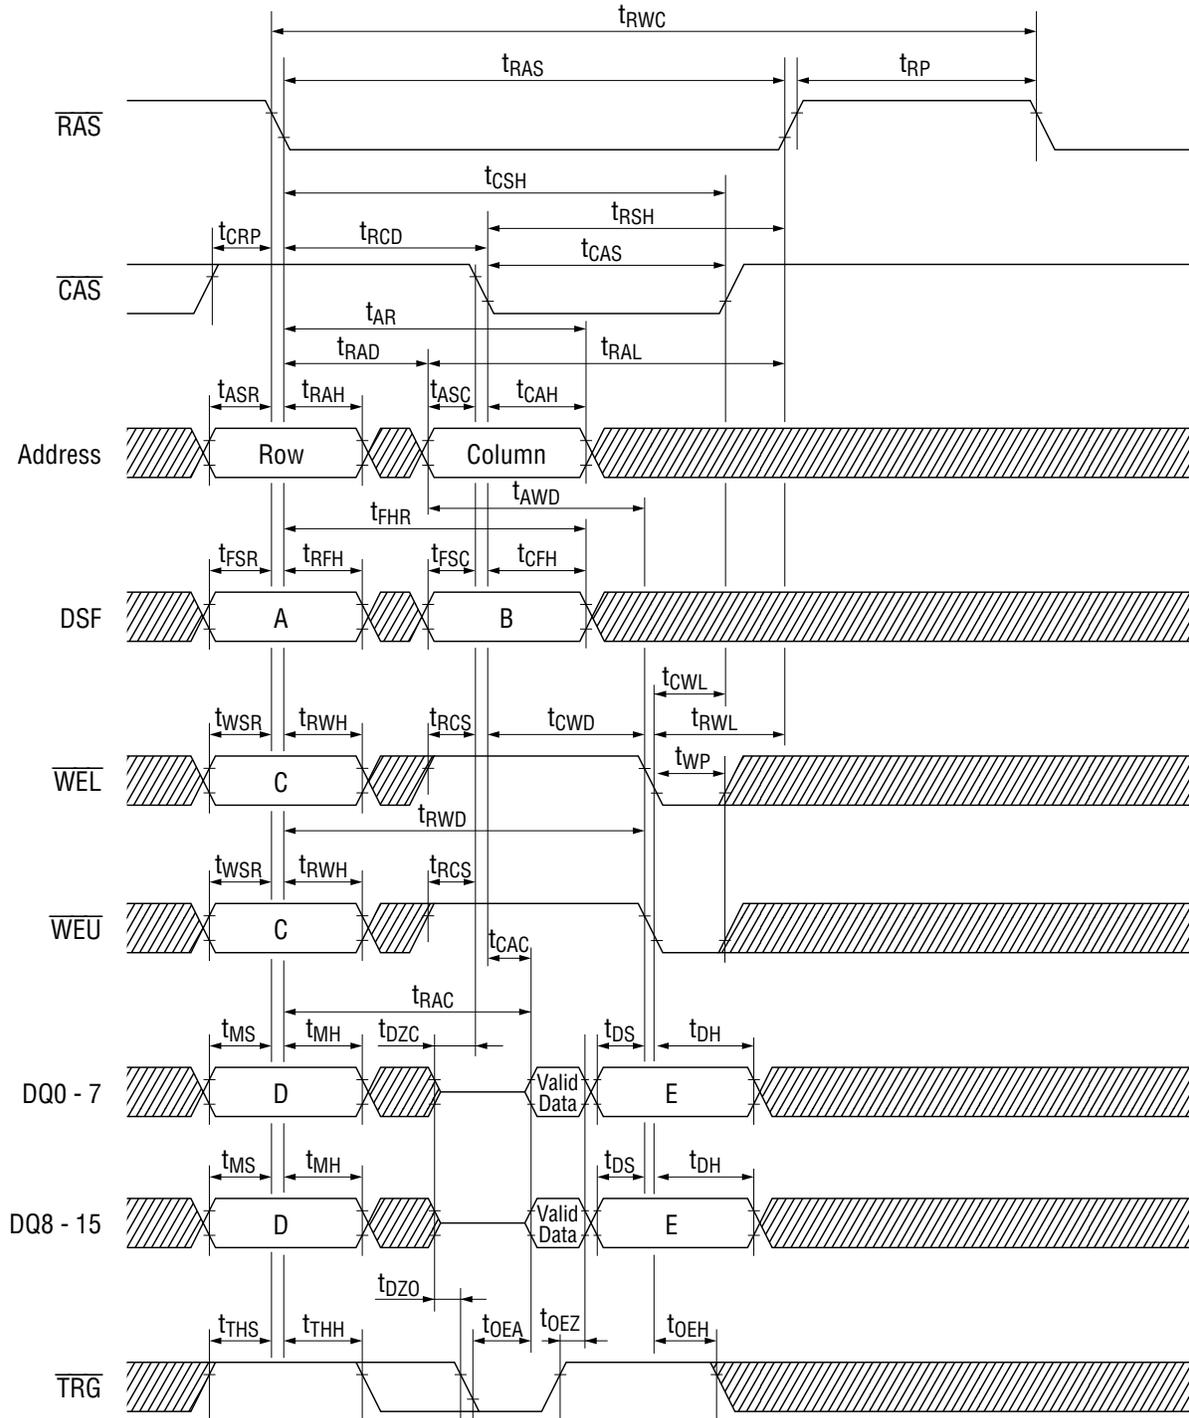 tRWC
tRAS tRP
RAS
tCSH
tRSH
tCRP tRCD tCAS
CAS
tAR
tRAD tRAL
tASR tRAH tASC tCAH
Address Row Column
tAWD
tFHR
tFSR tRFH tFSC tCFH
DSF A B
tCWL
tWSR tRWH tRCS tCWD tRWL
tWP
WEL C
tRWD
tWSR tRWH tRCS
WEU C
tCAC
tRAC
tMS tMH tDZC tDS tDH
DQ0 - 7 D Valid Data E
tMS tMH tDS tDH
DQ8 - 15 D Valid Data E
tDZO
tTHS tTHH tOEA tOEZ tOEH
TRG